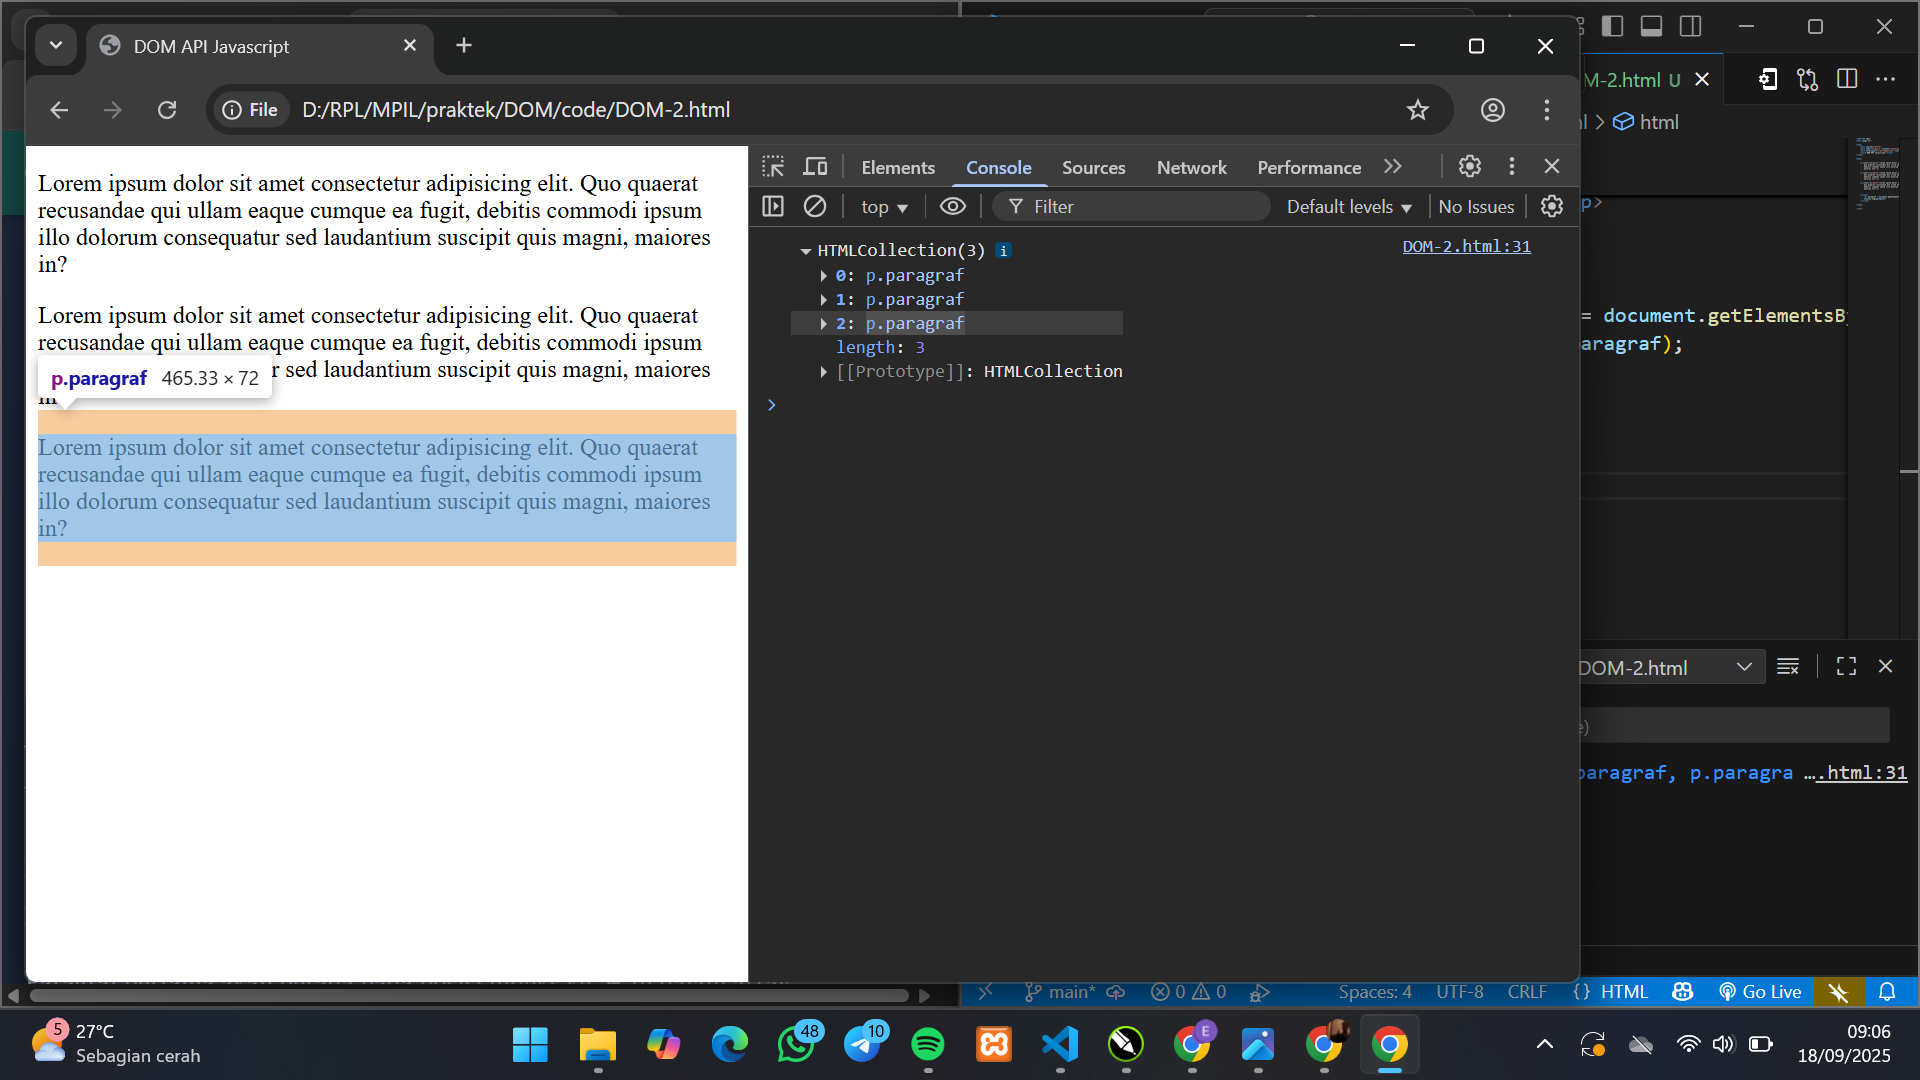 DOM API Javascript
File
D:/RPL/MPIL/praktek/DOM/code/DOM-2.html
Lorem ipsum dolor sit amet consectetur adipisicing elit. Quo quaerat
recusandae qui ullam eaque cumque ea fugit, debitis commodi ipsum
illo dolorum consequatur sed laudantium suscipit quis magni, maiores
in?
Lorem ipsum dolor sit amet consectetur adipisicing elit. Quo quaerat
recusandae qui ullam eaque cumque ea fugit, debitis commodi ipsum
r sed laudantium suscipit quis magni, maiores
p.paragraf 465.33 × 72
Lorem ipsum dolor sit amet consectetur adipisicing elit. Quo quaerat
recusandae qui ullam eaque cumque ea fugit, debitis commodi ipsum
illo dolorum consequatur sed laudantium suscipit quis magni, maiores
in?
Elements Console Sources Network Performance
top Filter Default levels No Issues
HTMLCollection(3) i
DOM-2.html:31
0: p.paragraf
1: p.paragraf
2: p.paragraf
length: 3
[[Prototype]]: HTMLCollection
M-2.html U
html
p>
= document.getElementsB
aragraf);
DOM-2.html
e)
paragraf, p.paragra ….html:31
main* 0 0 Spaces: 4 UTF-8 CRLF {} HTML Go Live
5
27°C
Sebagian cerah
48
10
E
09:06
18/09/2025